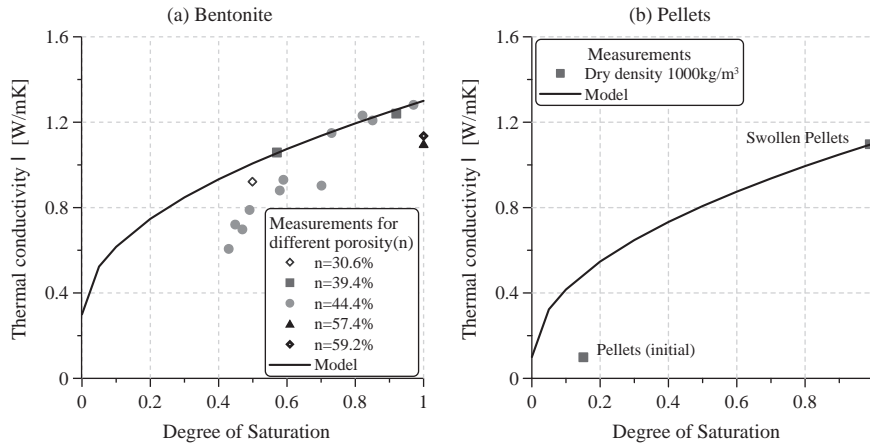 (a) Bentonite
1.6
1.2
0.8
0.4
0
Thermal conductivity l [W/mK]
0
0.2
0.4
0.6
0.8
1
Degree of Saturation
Measurements for
different porosity(n)
n=30.6%
n=39.4%
n=44.4%
n=57.4%
n=59.2%
Model
(b) Pellets
1.6
1.2
0.8
0.4
0
Thermal conductivity l [W/mK]
Measurements
Dry density 1000kg/m³
Model
Swollen Pellets
Pellets (initial)
0
0.2
0.4
0.6
0.8
Degree of Saturation